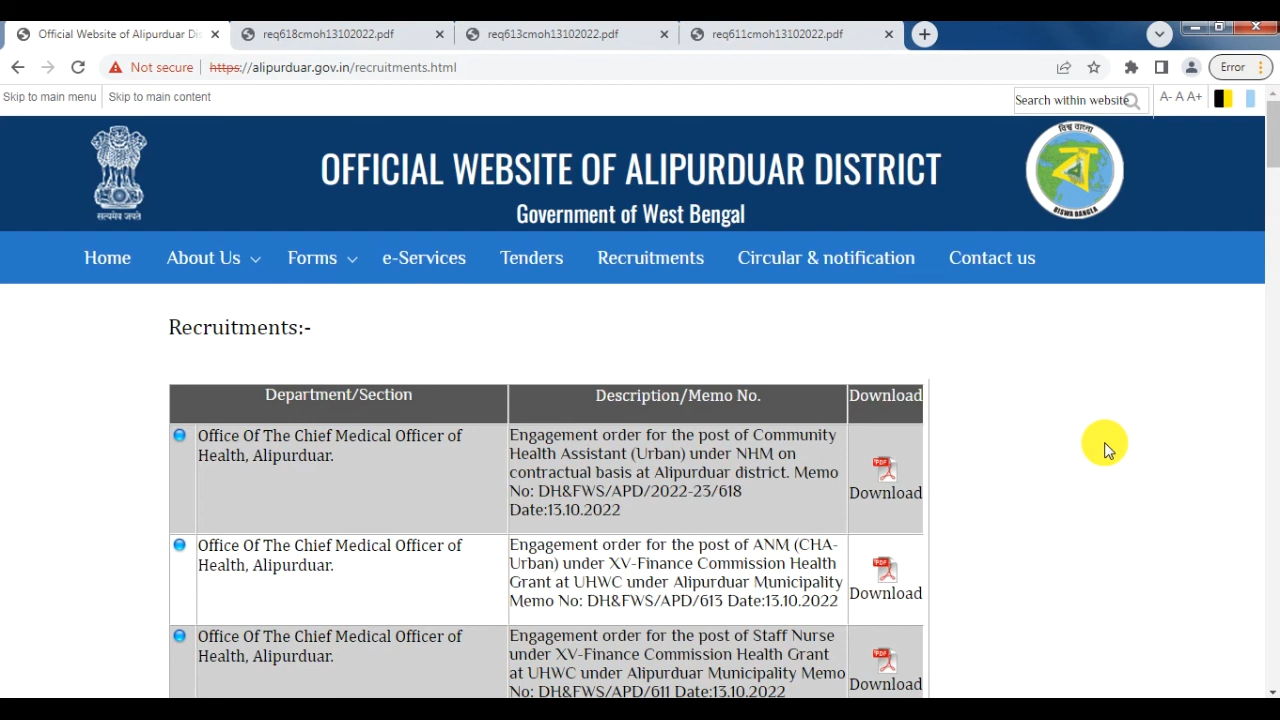 Official Website of Alipurduar Dis
req618cmoh13102022.pdf
req613cmoh13102022.pdf
req611cmoh13102022.pdf
Not secure
https://alipurduar.gov.in/recruitments.html
Error
Skip to main menu
Skip to main content
Search within website
A- A A+
सत्यमेव जयते
OFFICIAL WEBSITE OF ALIPURDUAR DISTRICT
Government of West Bengal
বিশ্ব বাংলা
ব
BISWA BANGLA
Home
About Us
Forms
e-Services
Tenders
Recruitments
Circular & notification
Contact us
Recruitments:-
Department/Section
Description/Memo No.
Download
Office Of The Chief Medical Officer of
Health, Alipurduar.
Engagement order for the post of Community
Health Assistant (Urban) under NHM on
contractual basis at Alipurduar district. Memo
No: DH&FWS/APD/2022-23/618
Date:13.10.2022
PDF
Download
Office Of The Chief Medical Officer of
Health, Alipurduar.
Engagement order for the post of ANM (CHA-
Urban) under XV-Finance Commission Health
Grant at UHWC under Alipurduar Municipality
Memo No: DH&FWS/APD/613 Date:13.10.2022
PDF
Download
Office Of The Chief Medical Officer of
Health, Alipurduar.
Engagement order for the post of Staff Nurse
under XV-Finance Commission Health Grant
at UHWC under Alipurduar Municipality Memo
No: DH&FWS/APD/611 Date:13.10.2022
PDF
Download